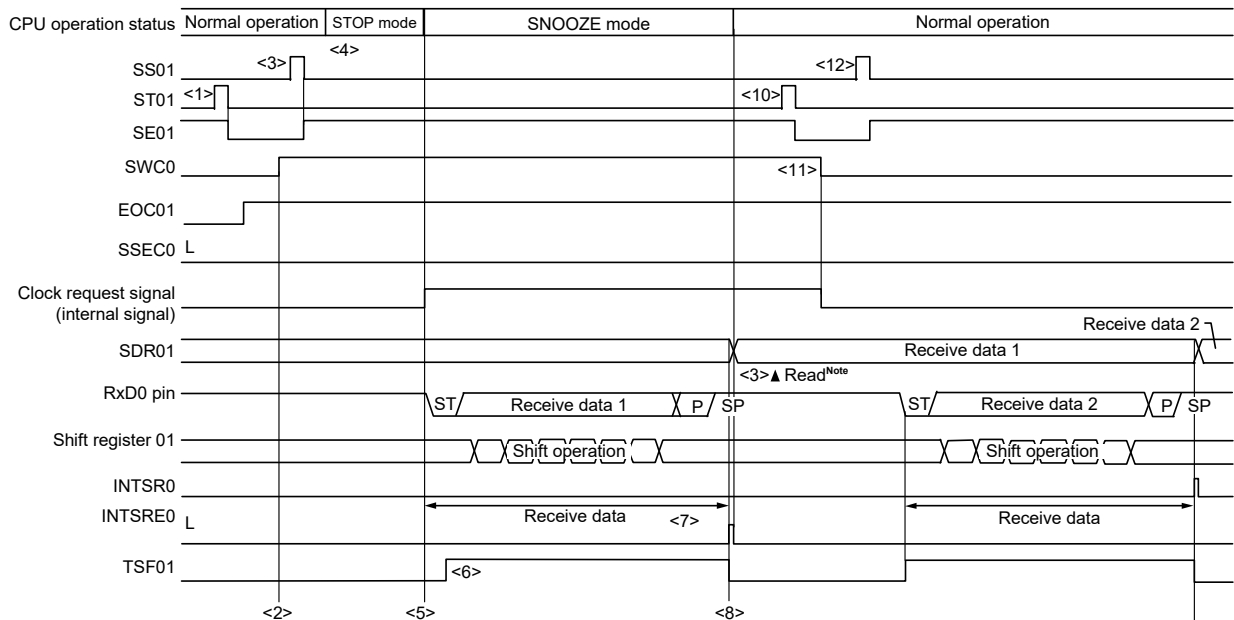 CPU operation status Normal operation STOP mode SNOOZE mode Normal operation
<4>
SS01 <3> <12>
ST01 <1> <10>
SE01
SWC0 <11>
EOC01
SSEC0 L
Clock request signal
(internal signal)
Receive data 2
SDR01 Receive data 1
<3>▲ Read Note
RxD0 pin ST Receive data 1 P SP ST Receive data 2 P SP
Shift register 01 Shift operation Shift operation
INTSR0
INTSRE0 L Receive data <7> Receive data
TSF01 <6>
<2> <5> <8>